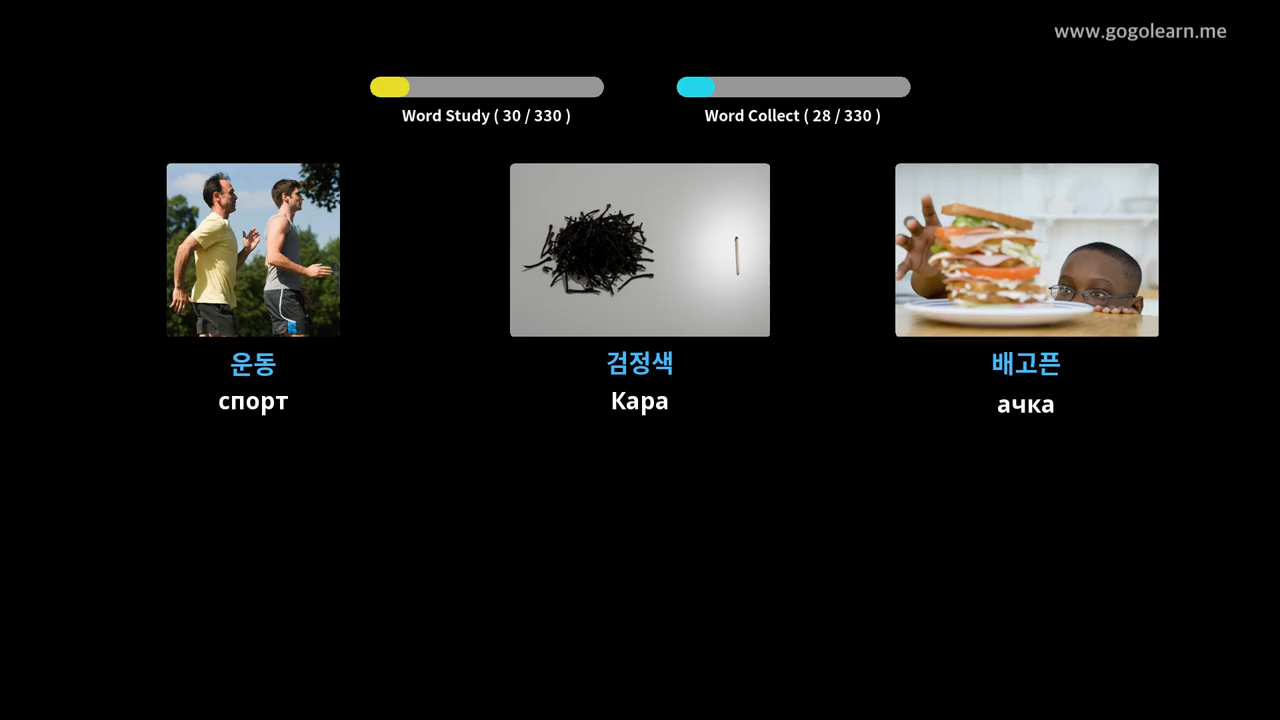 www.gogolearn.me
Word Study ( 30 / 330 )
Word Collect ( 28 / 330 )
운동
спорт
검정색
Кара
배고픈
ачка